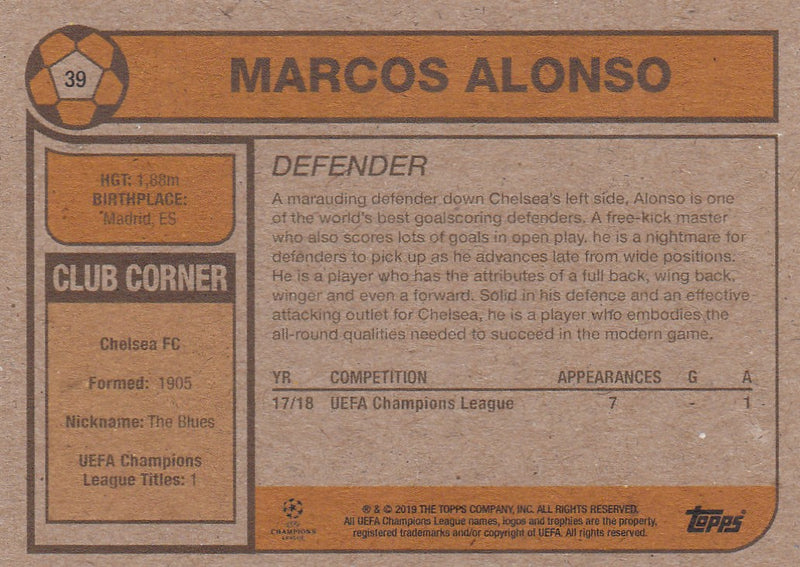 39
MARCOS ALONSO
HGT: 1,88m
BIRTHPLACE:
Madrid, ES
CLUB CORNER
Chelsea FC
Formed: 1905
Nickname: The Blues
UEFA Champions
League Titles: 1
DEFENDER
A marauding defender down Chelsea's left side, Alonso is one
of the world's best goalscoring defenders. A free-kick master
who also scores lots of goals in open play, he is a nightmare for
defenders to pick up as he advances late from wide positions.
He is a player who has the attributes of a full back, wing back,
winger and even a forward. Solid in his defence and an effective
attacking outlet for Chelsea, he is a player who embodies the
all-round qualities needed to succeed in the modern game.
YR COMPETITION APPEARANCES G A
17/18 UEFA Champions League 7 - 1
UEFA
CHAMPIONS
LEAGUE
® & © 2019 THE TOPPS COMPANY, INC. ALL RIGHTS RESERVED.
All UEFA Champions League names, logos and trophies are the property,
registered trademarks and/or copyright of UEFA. All rights reserved.
TOPPS